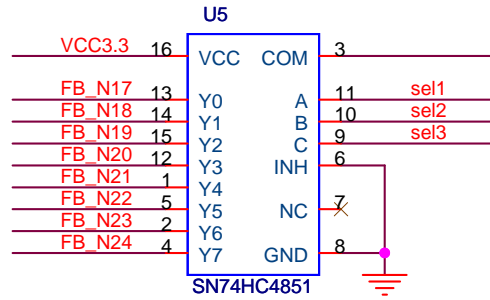 U5
VCC3.3 16 VCC COM 3
FB_N17 13 Y0 A 11 sel1
FB_N18 14 Y1 B 10 sel2
FB_N19 15 Y2 C 9 sel3
FB_N20 12 Y3 INH 6
FB_N21 1 Y4
FB_N22 5 Y5 NC 7
FB_N23 2 Y6
FB_N24 4 Y7 GND 8
SN74HC4851